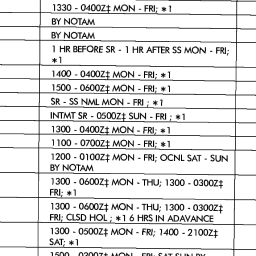 1330 - 0400Z‡ MON - FRI; *1
BY NOTAM
BY NOTAM
1 HR BEFORE SR - 1 HR AFTER SS MON - FRI;
*1
1400 - 0400Z‡ MON - FRI; *1
1500 - 0600Z‡ MON - FRI; *1
SR - SS NML MON - FRI ; *1
INTMT SR - 0500Z‡ SUN - FRI ; *1
1300 - 0400Z‡ MON - FRI; *1
1100 - 0700Z‡ MON - FRI; *1
1200 - 0100Z‡ MON - FRI; OCNL SAT - SUN
BY NOTAM
1300 - 0600Z‡ MON - THU; 1300 - 0300Z‡
FRI; *1
1300 - 0600Z‡ MON - THU; 1300 - 0300Z‡
FRI; CLSD HOL ; *1 6 HRS IN ADAVANCE
1300 - 0500Z‡ MON - FRI; 1400 - 2100Z‡
SAT; *1